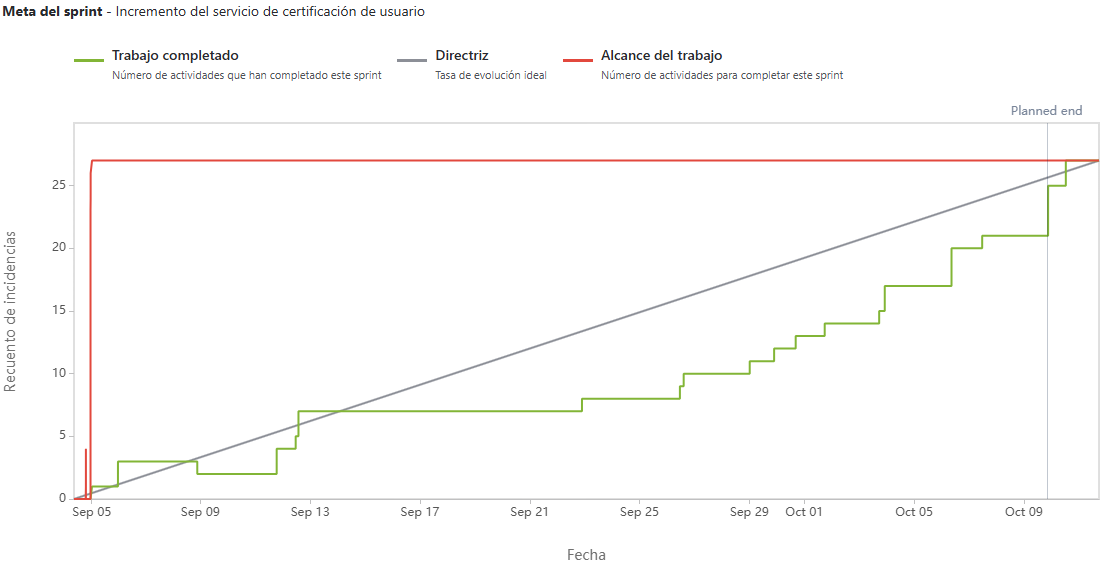 Meta del sprint - Incremento del servicio de certificación de usuario
Trabajo completado
Número de actividades que han completado este sprint
Directriz
Tasa de evolución ideal
Alcance del trabajo
Número de actividades para completar este sprint
Planned end
Recuento de incidencias
25
20
15
10
5
0
Sep 05
Sep 09
Sep 13
Sep 17
Sep 21
Sep 25
Sep 29
Oct 01
Oct 05
Oct 09
Fecha